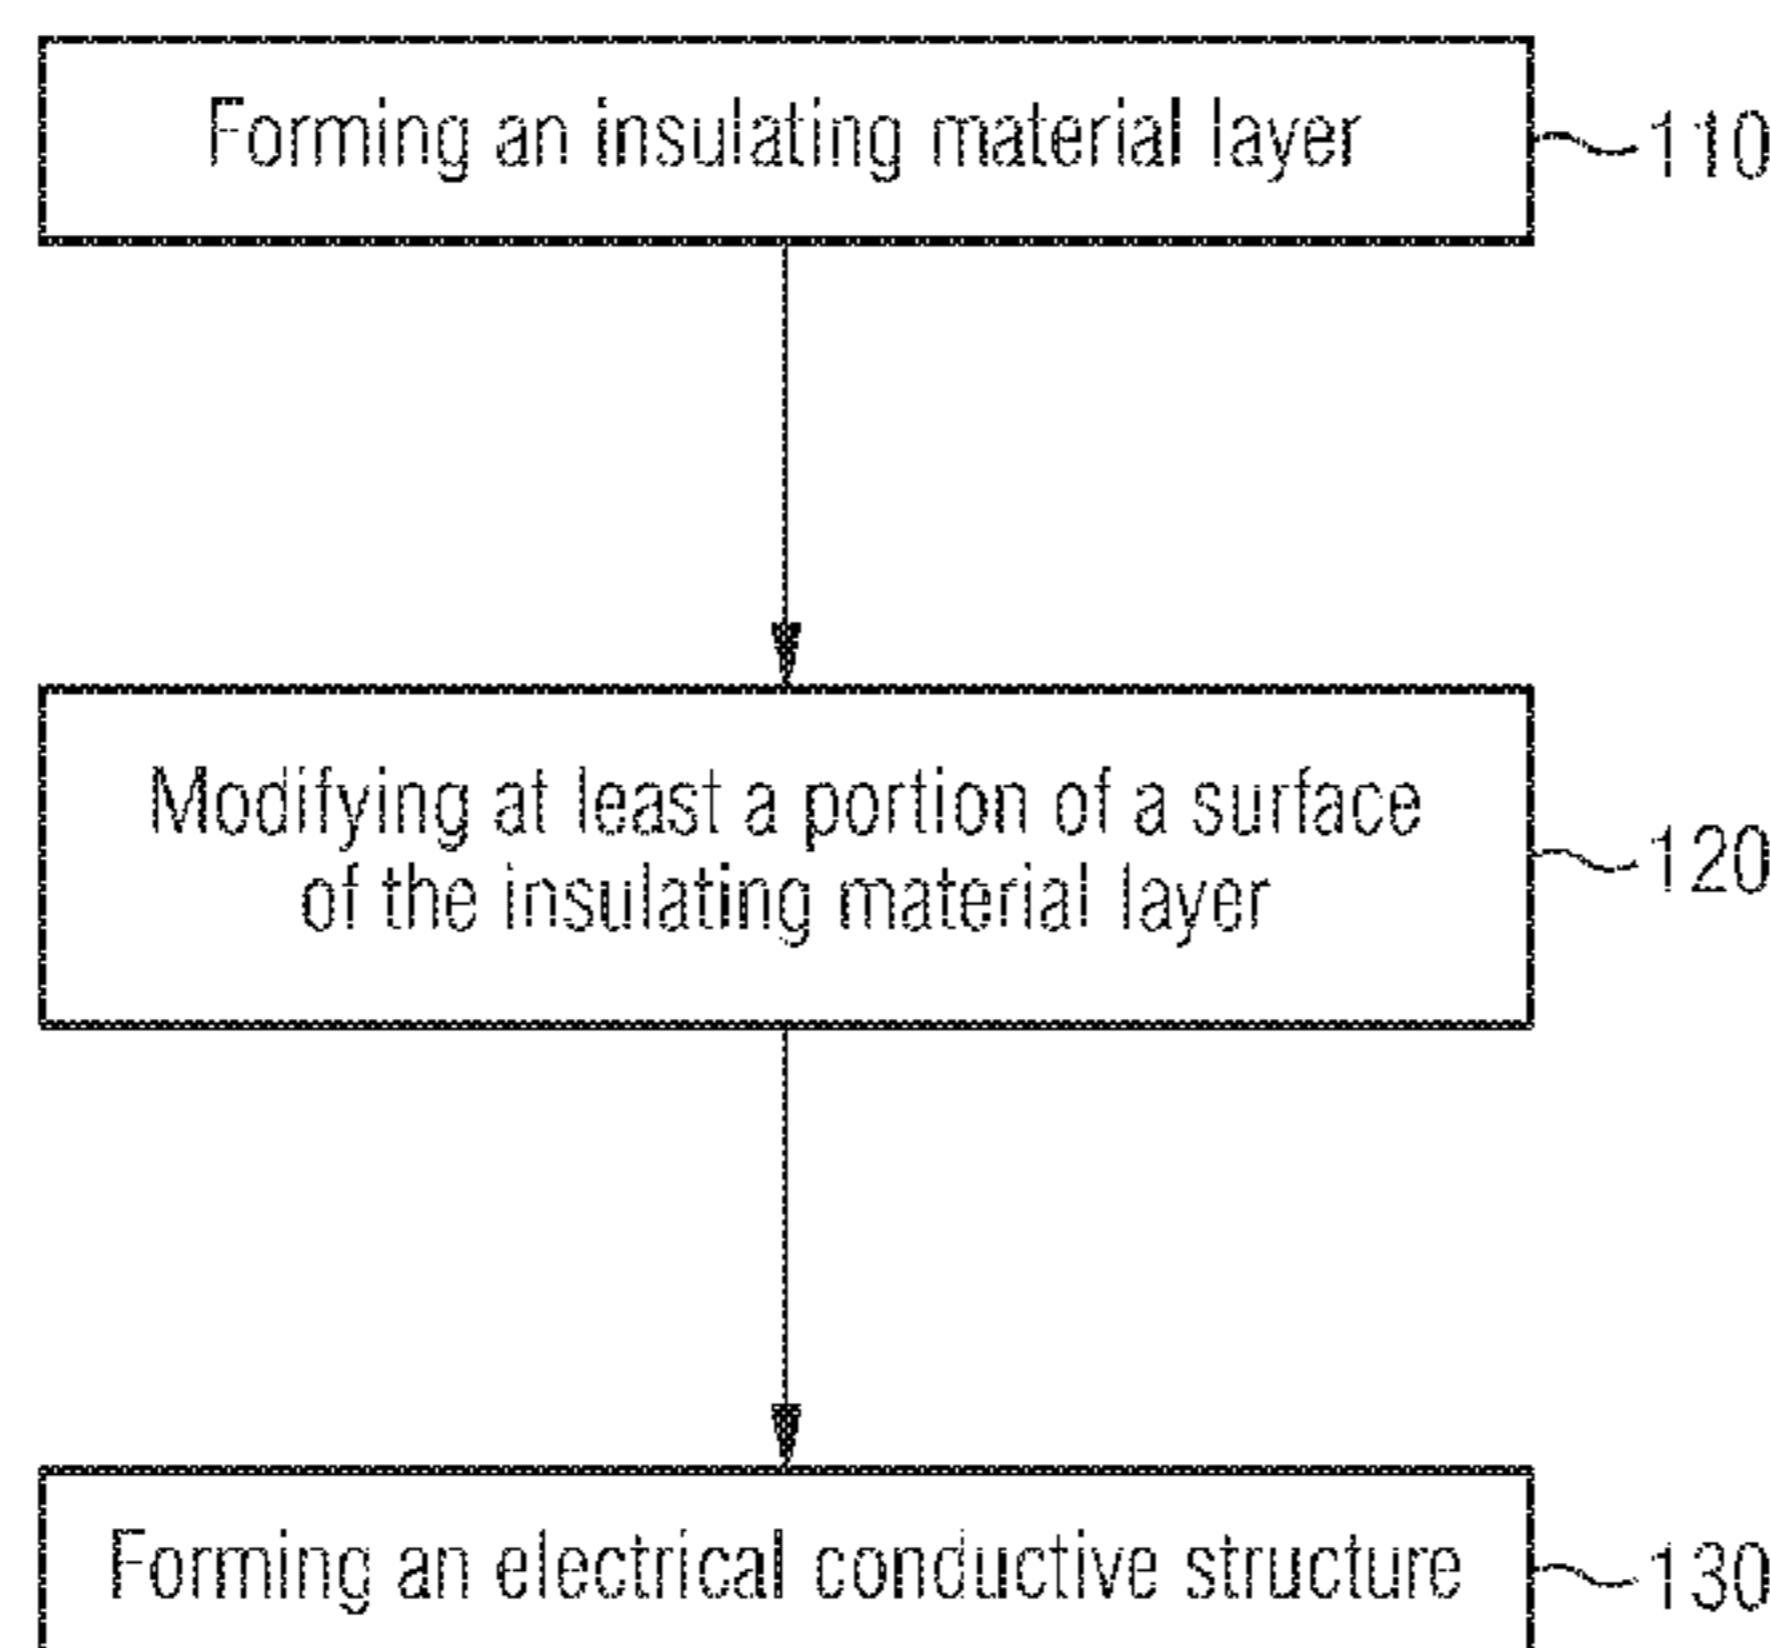 Forming an insulating material layer
110
Modifying at least a portion of a surface
of the insulating material layer
120
Forming an electrical conductive structure
130